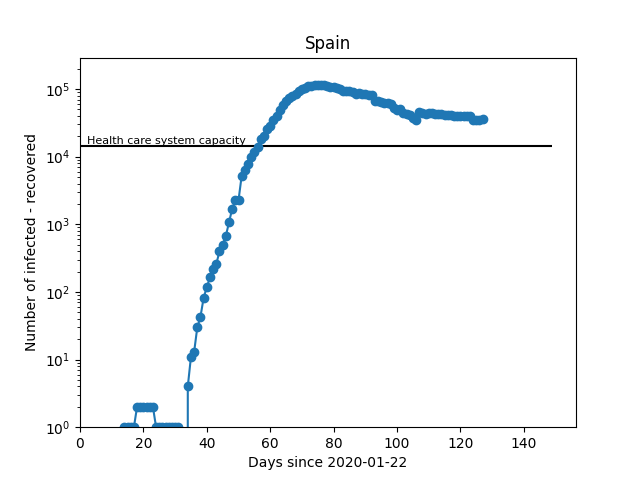 Spain
Number of infected - recovered
10^5
10^4
10^3
10^2
10^1
10^0
Health care system capacity
0 20 40 60 80 100 120 140
Days since 2020-01-22